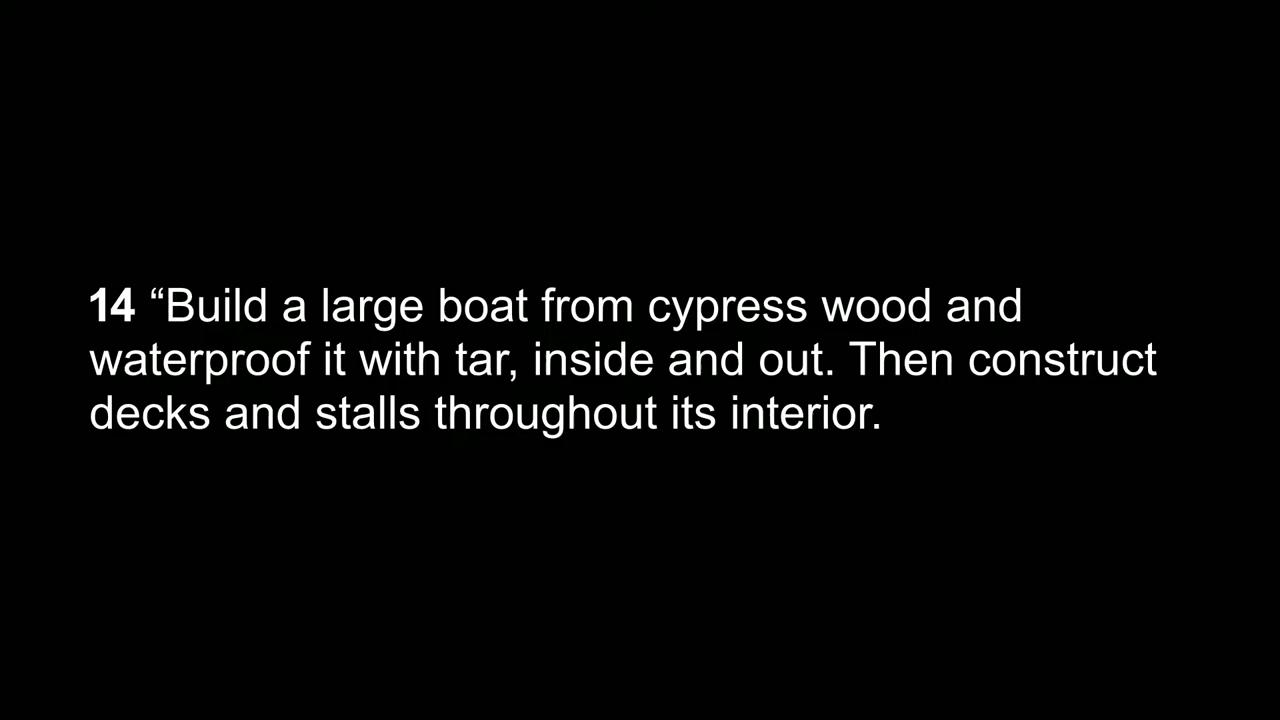 14 “Build a large boat from cypress wood and
waterproof it with tar, inside and out. Then construct
decks and stalls throughout its interior.